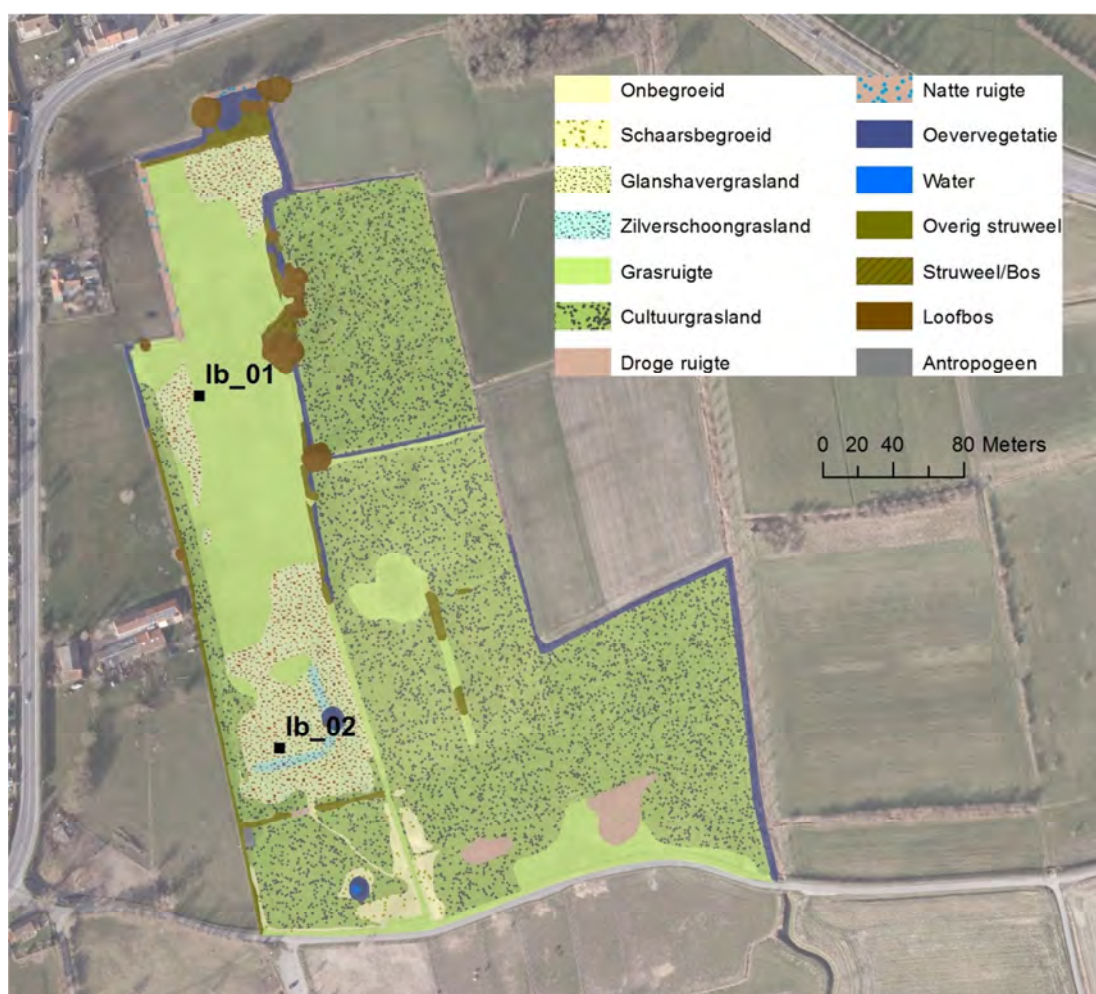 Onbegroeid
Schaarsbegroeid
Glanshavergrasland
Zilverschoongrasland
Grasruigte
Cultuurgrasland
Droge ruigte
Natte ruigte
Oevervegetatie
Water
Overig struweel
Struweel/Bos
Loofbos
Antropogeen
lb_01
0 20 40 80 Meters
lb_02